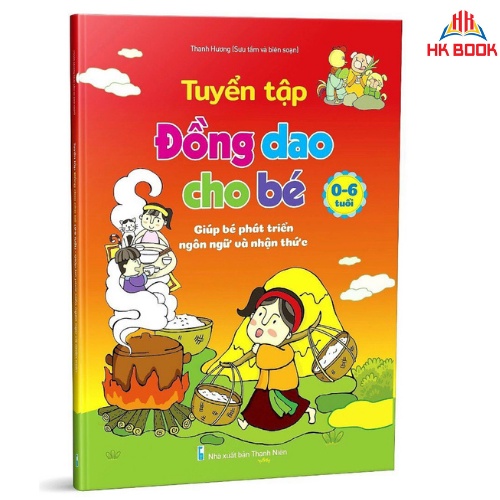 HK BOOK
Thanh Hương (Sưu tầm và biên soạn)
Tuyển tập
Đồng dao
cho bé
0-6
tuổi
Giúp bé phát triển
ngôn ngữ và nhận thức
Nhà xuất bản Thanh Niên